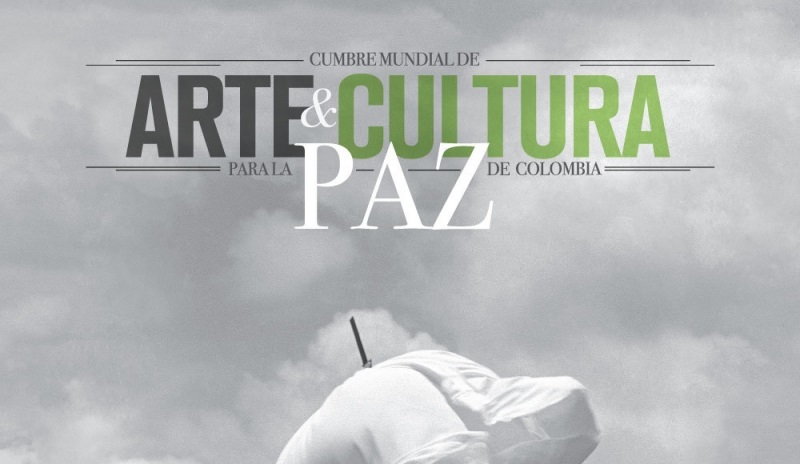 CUMBRE MUNDIAL DE
ARTE & CULTURA
PARA LA PAZ DE COLOMBIA